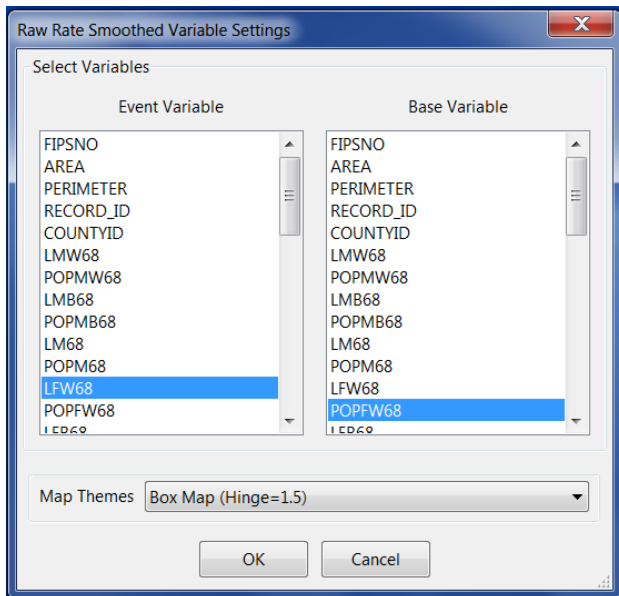 Raw Rate Smoothed Variable Settings
Select Variables
Event Variable
Base Variable
FIPSNO
AREA
PERIMETER
RECORD_ID
COUNTYID
LMW68
POPMW68
LMB68
POPMB68
LM68
POPM68
LFW68
POPFW68
LFB68
FIPSNO
AREA
PERIMETER
RECORD_ID
COUNTYID
LMW68
POPMW68
LMB68
POPMB68
LM68
POPM68
LFW68
POPFW68
LFB68
Map Themes Box Map (Hinge=1.5)
OK Cancel